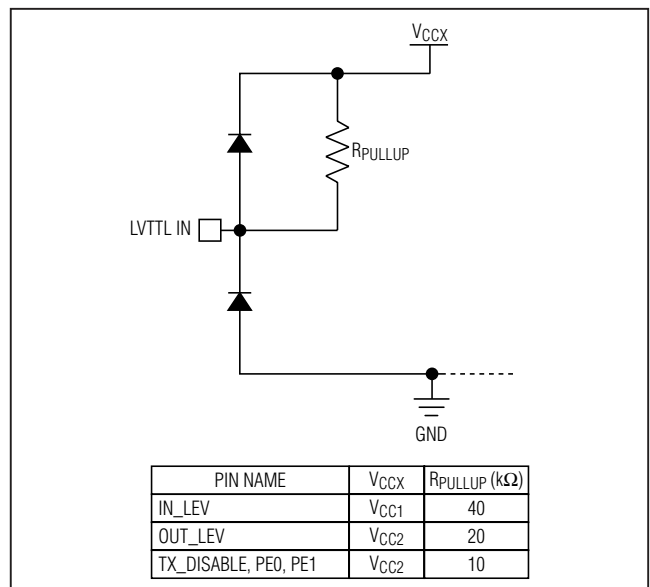 VCCX
RPULLUP
LVTTL IN
GND
PIN NAME VCCX RPULLUP (kΩ)
IN_LEV VCC1 40
OUT_LEV VCC2 20
TX_DISABLE, PE0, PE1 VCC2 10